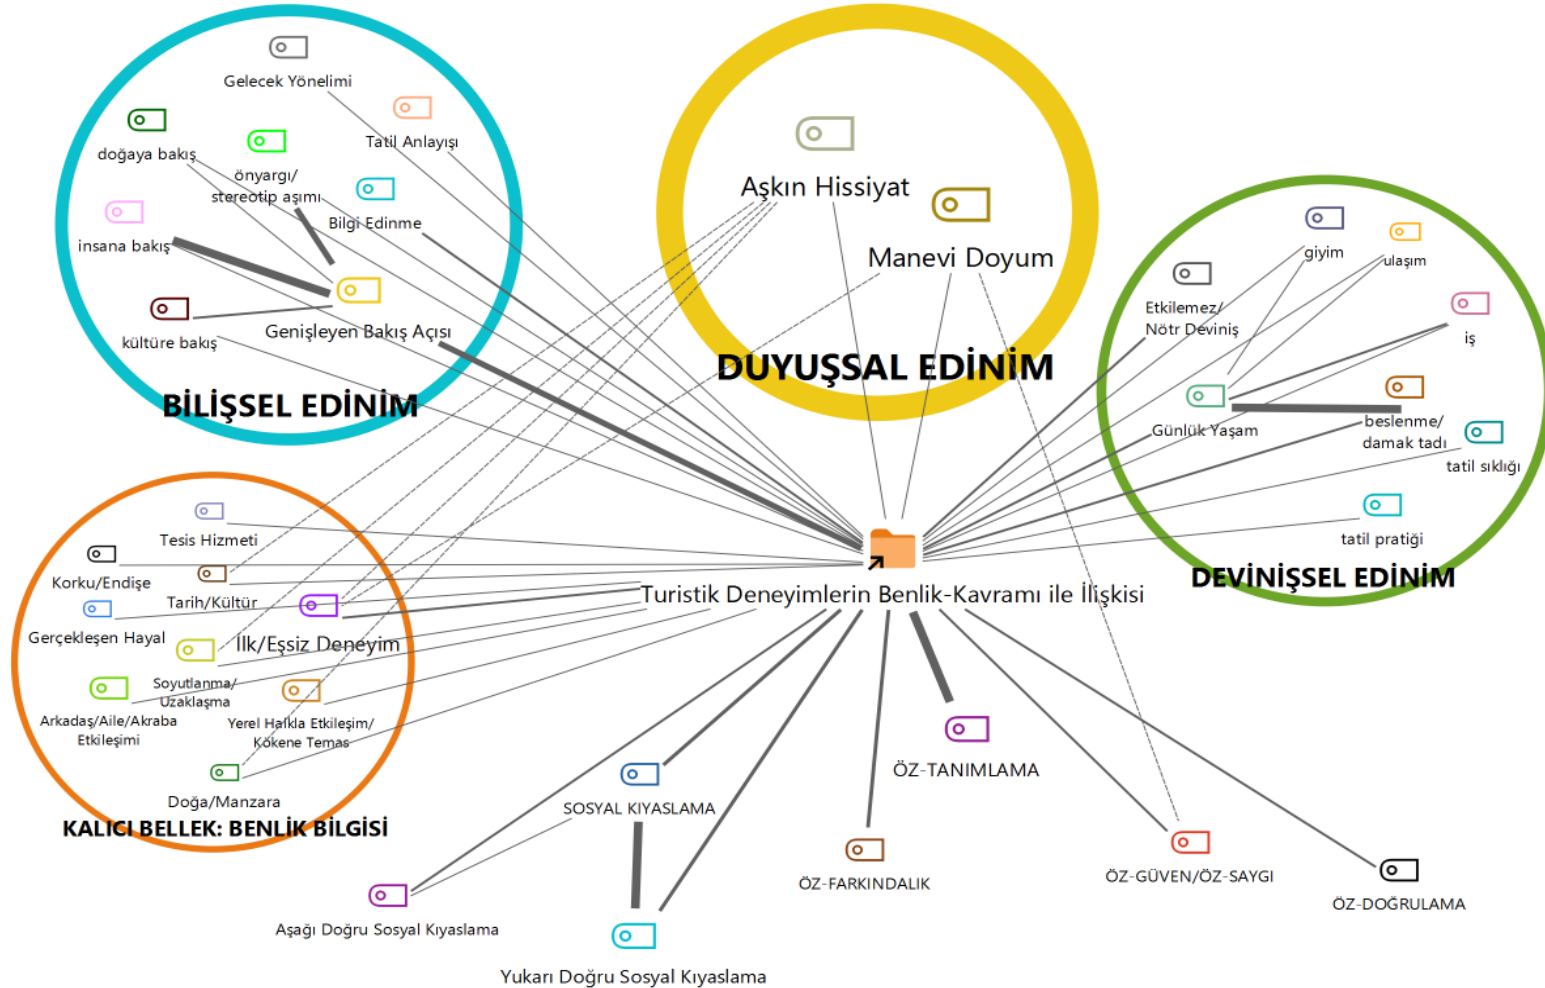 Gelecek Yönelimi
Tatil Anlayışı
doğaya bakış
önyargı/
stereotip aşımı
Bilgi Edinme
insana bakış
Genişleyen Bakış Açısı
kültüre bakış
BİLİŞSEL EDİNİM
Aşkın Hissiyat
Manevi Doyum
DUYUŞSAL EDİNİM
giyim
ulaşım
Etkilemez/
Nötr Deviniş
iş
Günlük Yaşam
beslenme/
damak tadı
tatil sıklığı
tatil pratiği
DEVİNİŞSEL EDİNİM
Tesis Hizmeti
Korku/Endişe
Tarih/Kültür
Gerçekleşen Hayal
İlk/Eşsiz Deneyim
Soyutlanma/
Uzaklaşma
Arkadaş/Aile/Akraba
Etkileşimi
Yerel Halkla Etkileşim/
Kökene Temas
Doğa/Manzara
KALICI BELLEK: BENLİK BİLGİSİ
Turistik Deneyimlerin Benlik-Kavramı ile İlişkisi
SOSYAL KIYASLAMA
Aşağı Doğru Sosyal Kıyaslama
Yukarı Doğru Sosyal Kıyaslama
ÖZ-FARKINDALIK
ÖZ-TANIMLAMA
ÖZ-GÜVEN/ÖZ-SAYGI
ÖZ-DOĞRULAMA